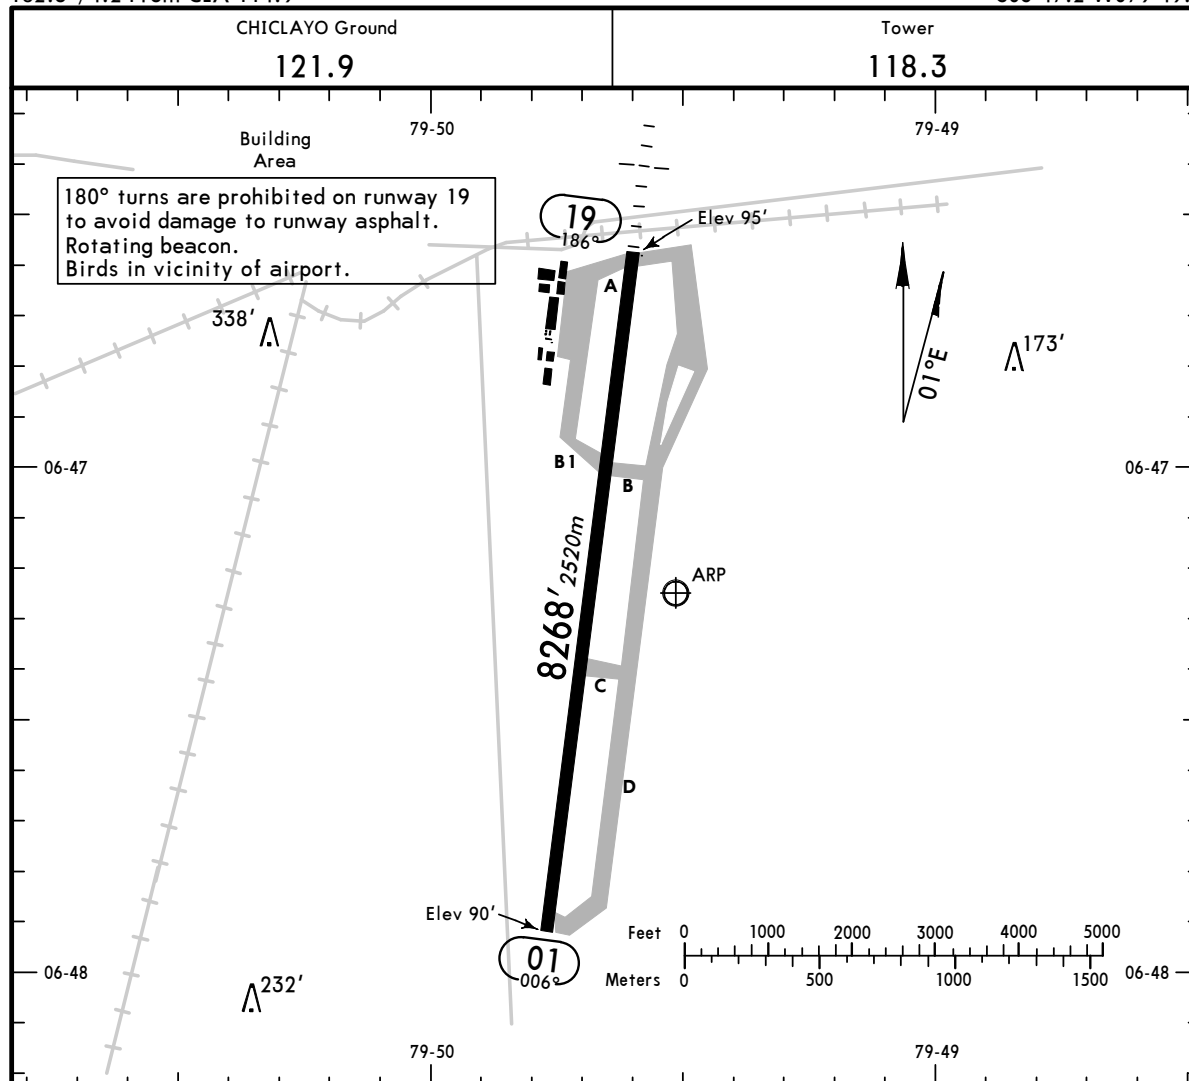 CHICLAYO Ground
Tower
121.9
118.3
79-50
79-49
Building
Area
180° turns are prohibited on runway 19
to avoid damage to runway asphalt.
Rotating beacon.
Birds in vicinity of airport.
19
186°
Elev 95'
A
338'
01°E
173'
06-47
B1
B
06-47
8268' 2520m
ARP
C
D
Elev 90'
01
006°
Feet 0 1000 2000 3000 4000 5000
Meters 0 500 1000 1500
06-48
06-48
232'
79-50
79-49